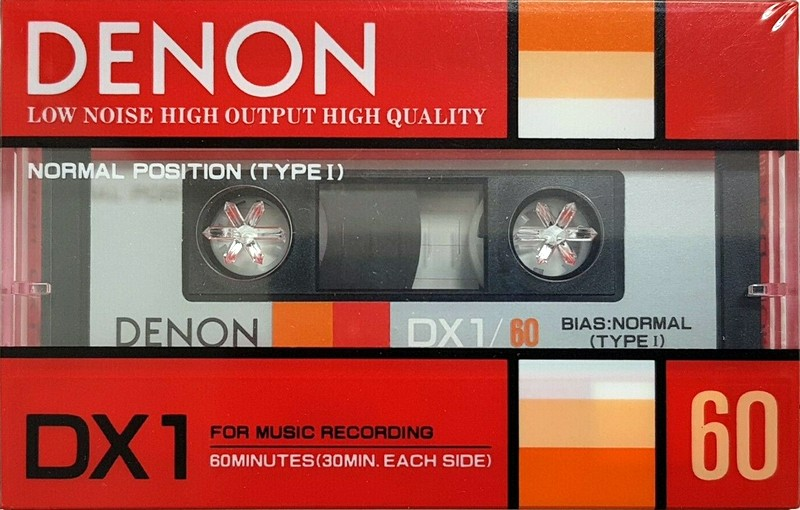 DENON
LOW NOISE HIGH OUTPUT HIGH QUALITY
NORMAL POSITION (TYPE I)
DENON
DX1/60
BIAS:NORMAL
(TYPE I)
DX1
FOR MUSIC RECORDING
60MINUTES(30MIN. EACH SIDE)
60